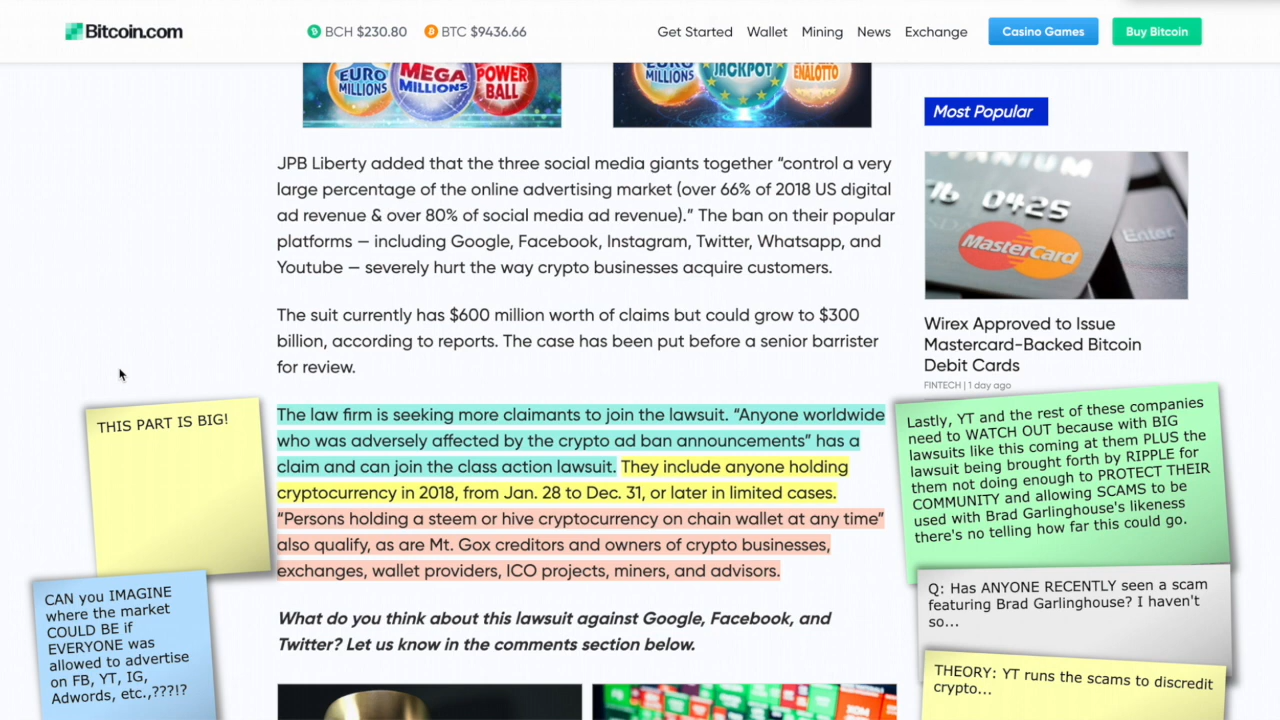 Bitcoin.com
BCH $230.80 BTC $9436.66
Get Started Wallet Mining News Exchange Casino Games Buy Bitcoin
EURO MILLIONS
MEGA MILLIONS
POWER BALL
MILLIONS
JACKPOT
ENALOTTO
JPB Liberty added that the three social media giants together “control a very
large percentage of the online advertising market (over 66% of 2018 US digital
ad revenue & over 80% of social media ad revenue).” The ban on their popular
platforms — including Google, Facebook, Instagram, Twitter, Whatsapp, and
Youtube — severely hurt the way crypto businesses acquire customers.
The suit currently has $600 million worth of claims but could grow to $300
billion, according to reports. The case has been put before a senior barrister
for review.
The law firm is seeking more claimants to join the lawsuit. “Anyone worldwide
who was adversely affected by the crypto ad ban announcements” has a
claim and can join the class action lawsuit. They include anyone holding
cryptocurrency in 2018, from Jan. 28 to Dec. 31, or later in limited cases.
“Persons holding a steem or hive cryptocurrency on chain wallet at any time”
also qualify, as are Mt. Gox creditors and owners of crypto businesses,
exchanges, wallet providers, ICO projects, miners, and advisors.
What do you think about this lawsuit against Google, Facebook, and
Twitter? Let us know in the comments section below.
Most Popular
TANIUM
16 0425
MasterCard
Enter
Wirex Approved to Issue
Mastercard-Backed Bitcoin
Debit Cards
FINTECH | 1 day ago
THIS PART IS BIG!
CAN you IMAGINE
where the market
COULD BE if
EVERYONE was
allowed to advertise
on FB, YT, IG,
Adwords, etc.,???!?
Lastly, YT and the rest of these companies
need to WATCH OUT because with BIG
lawsuits like this coming at them PLUS the
lawsuit being brought forth by RIPPLE for
them not doing enough to PROTECT THEIR
COMMUNITY and allowing SCAMS to be
used with Brad Garlinghouse's likeness
there's no telling how far this could go.
Q: Has ANYONE RECENTLY seen a scam
featuring Brad Garlinghouse? I haven't
so...
THEORY: YT runs the scams to discredit
crypto...